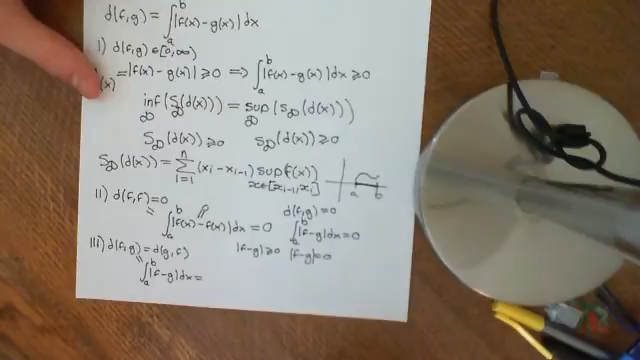 d(f,g) = ∫_a^b |f(x) - g(x)| dx
I) d(f,g) ∈ [0,∞)
d(x) = |f(x) - g(x)| ≥ 0 ⟹ ∫_a^b |f(x) - g(x)| dx ≥ 0
inf_D (S_D(d(x))) = sup_D (s_D(d(x)))
S_D(d(x)) ≥ 0 s_D(d(x)) ≥ 0
S_D(d(x)) = Σ_{i=1}^n (x_i - x_{i-1}) sup_{x∈[x_{i-1}, x_i]} (f(x))
a b
II) d(f,f) = 0 d(f,g) = 0
∫_a^b |f(x) - f(x)| dx = 0 ∫_a^b |f-g| dx = 0
III) d(f,g) = d(g,f) |f-g| ≥ 0 |f-g| = 0
∫_a^b |f-g| dx =